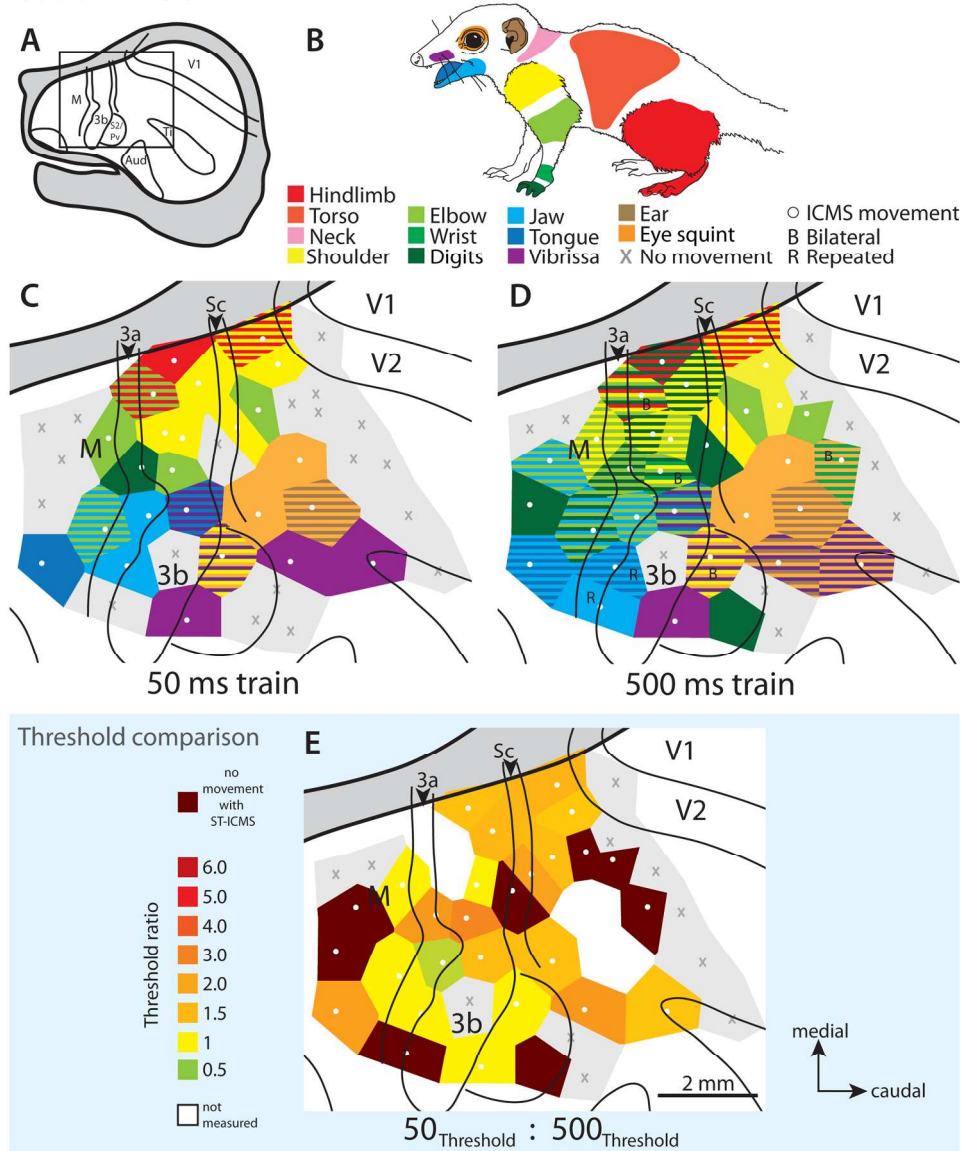 A
V1
M
3b
S2/
Pv
Ti
Aud
B
Hindlimb
Torso
Neck
Shoulder
Elbow
Wrist
Digits
Jaw
Tongue
Vibrissa
Ear
Eye squint
x No movement
ICMS movement
B Bilateral
R Repeated
C
3a
Sc
V1
V2
M
3b
50 ms train
D
3a
Sc
V1
V2
B
M
B
B
R
3b
B
R
500 ms train
Threshold comparison
no
movement
with
ST-ICMS
Threshold ratio
6.0
5.0
4.0
3.0
2.0
1.5
1
0.5
not
measured
E
3a
Sc
V1
V2
M
3b
2 mm
50Threshold : 500Threshold
medial
caudal